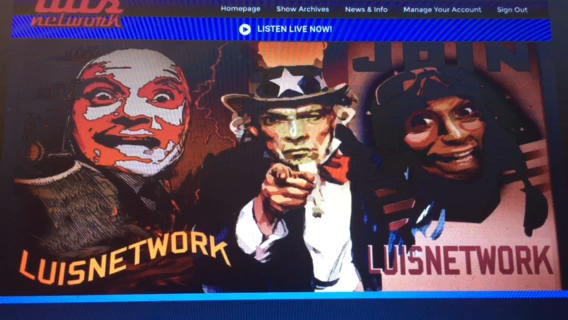 network
Homepage Show Archives News & Info Manage Your Account Sign Out
LISTEN LIVE NOW!
JOIN
LUISNETWORK
LUISNETWORK